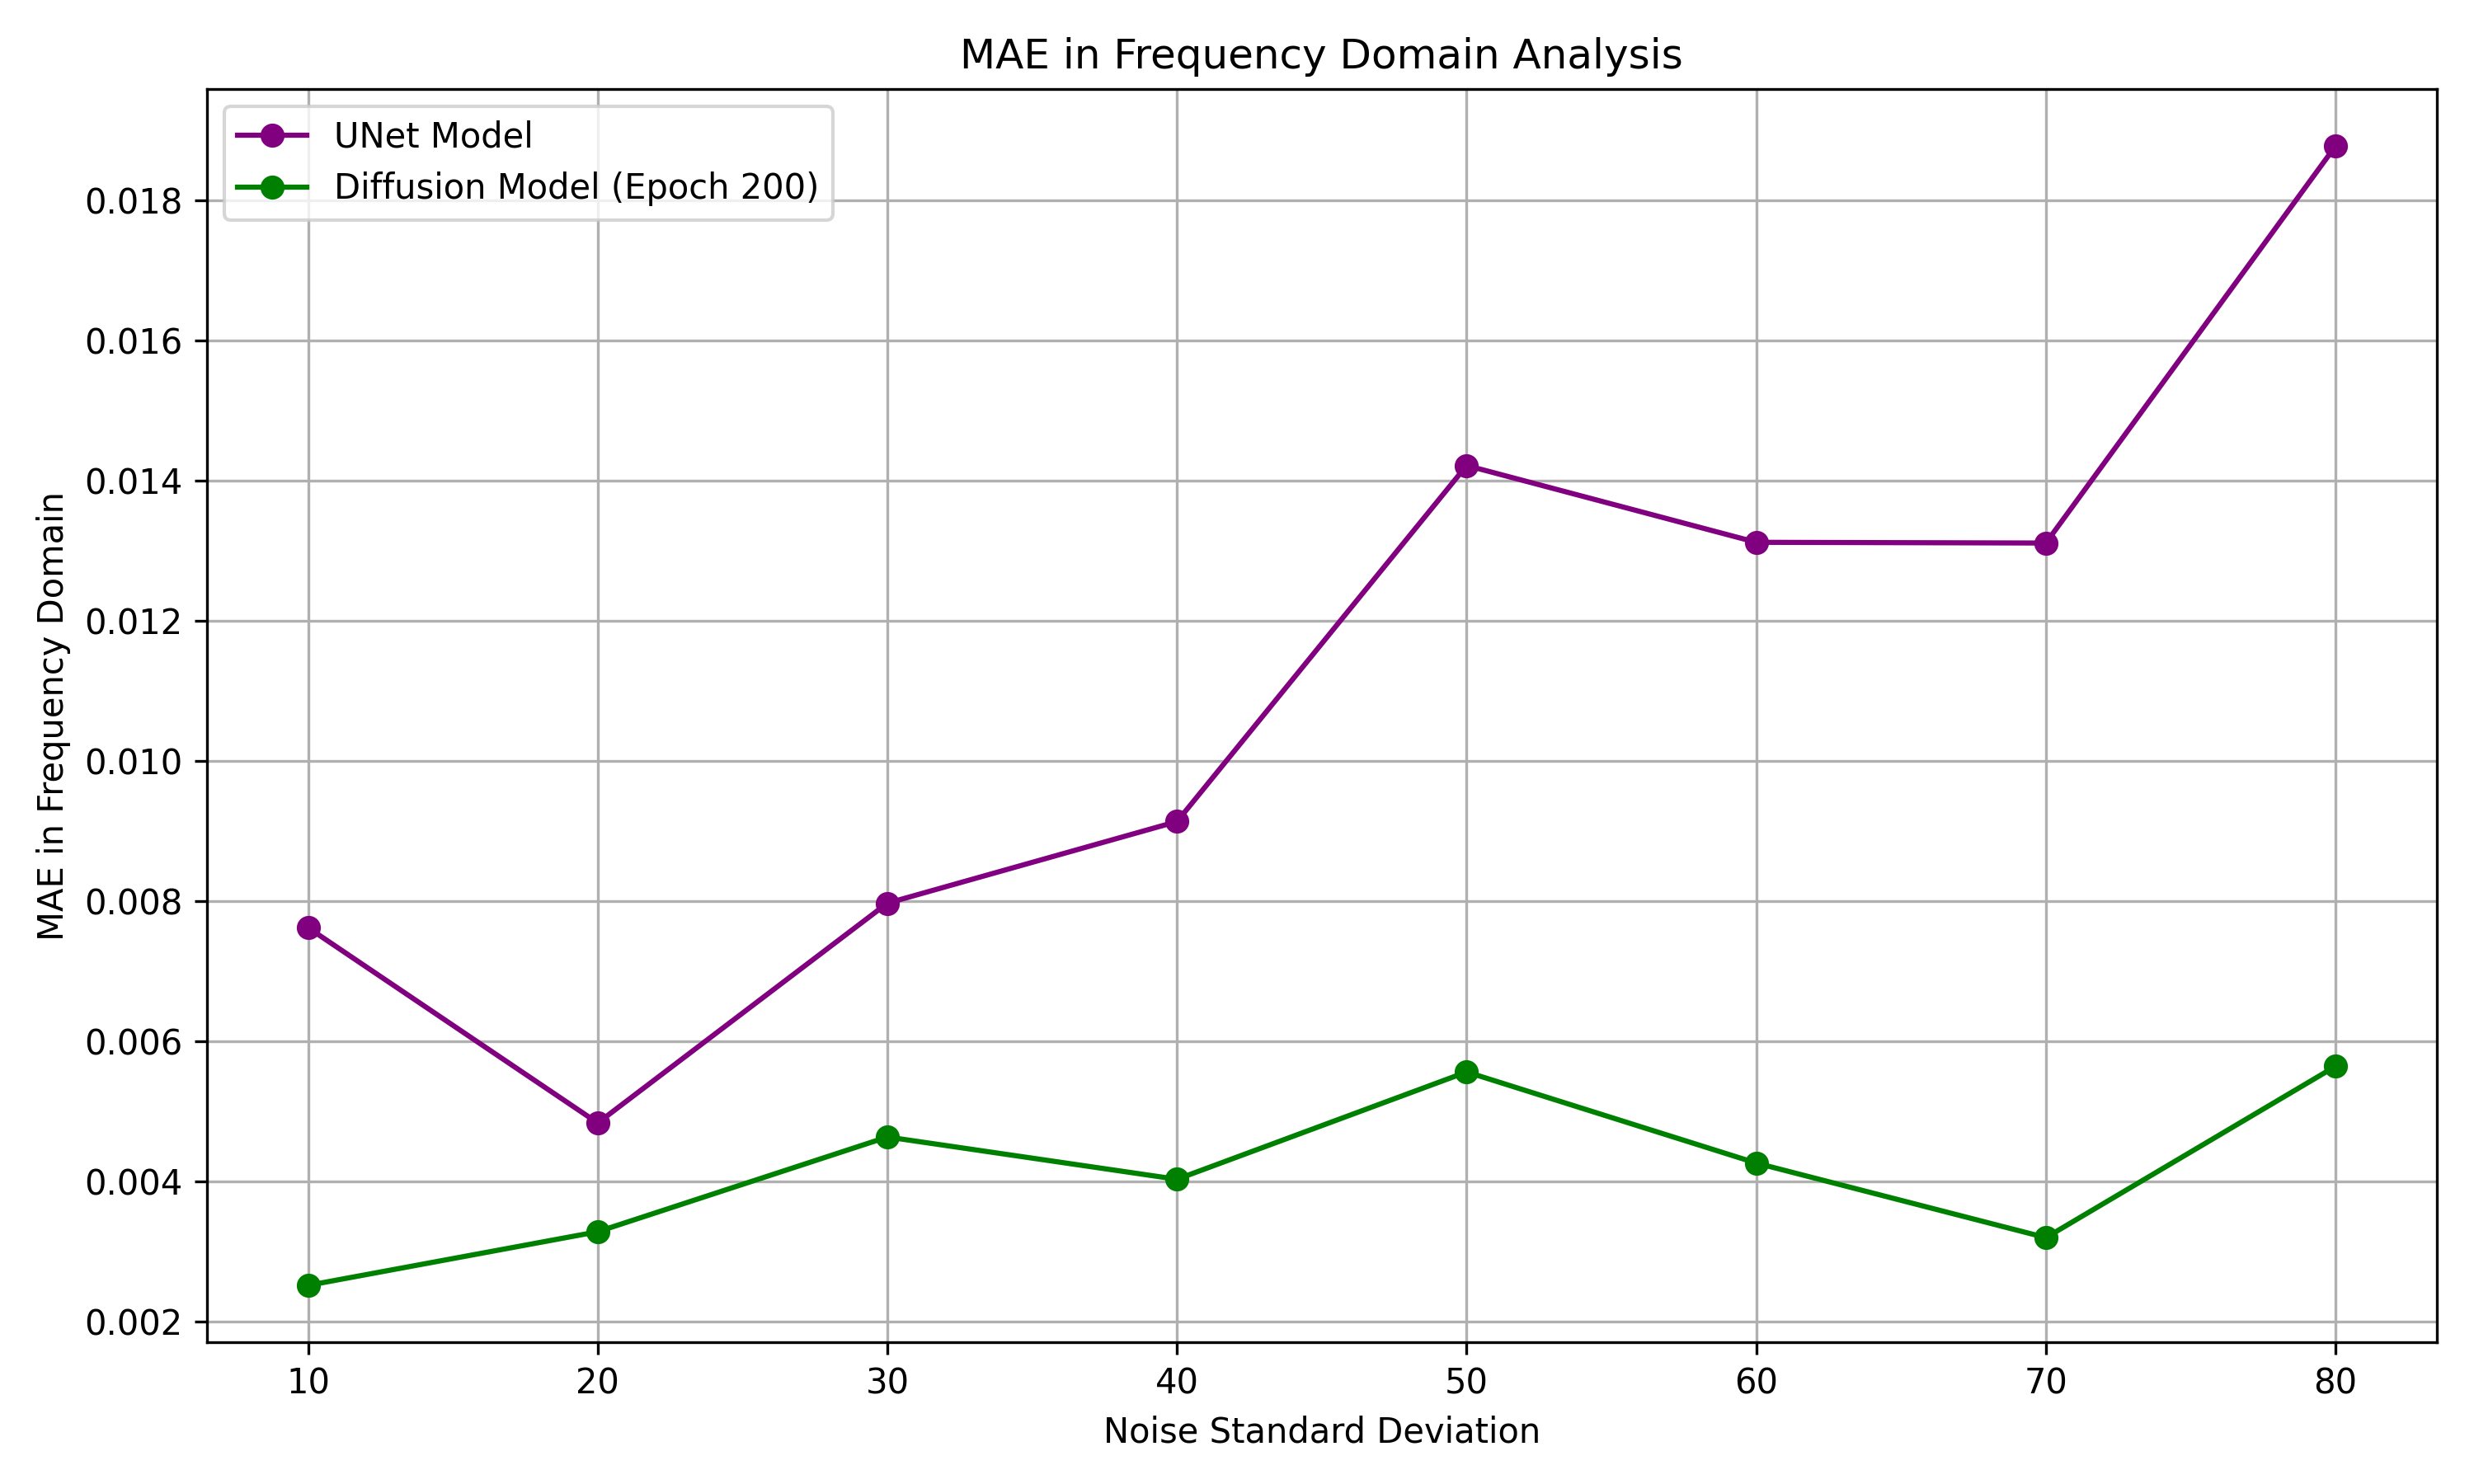 MAE in Frequency Domain Analysis
UNet Model
Diffusion Model (Epoch 200)
MAE in Frequency Domain
0.018
0.016
0.014
0.012
0.010
0.008
0.006
0.004
0.002
10 20 30 40 50 60 70 80
Noise Standard Deviation